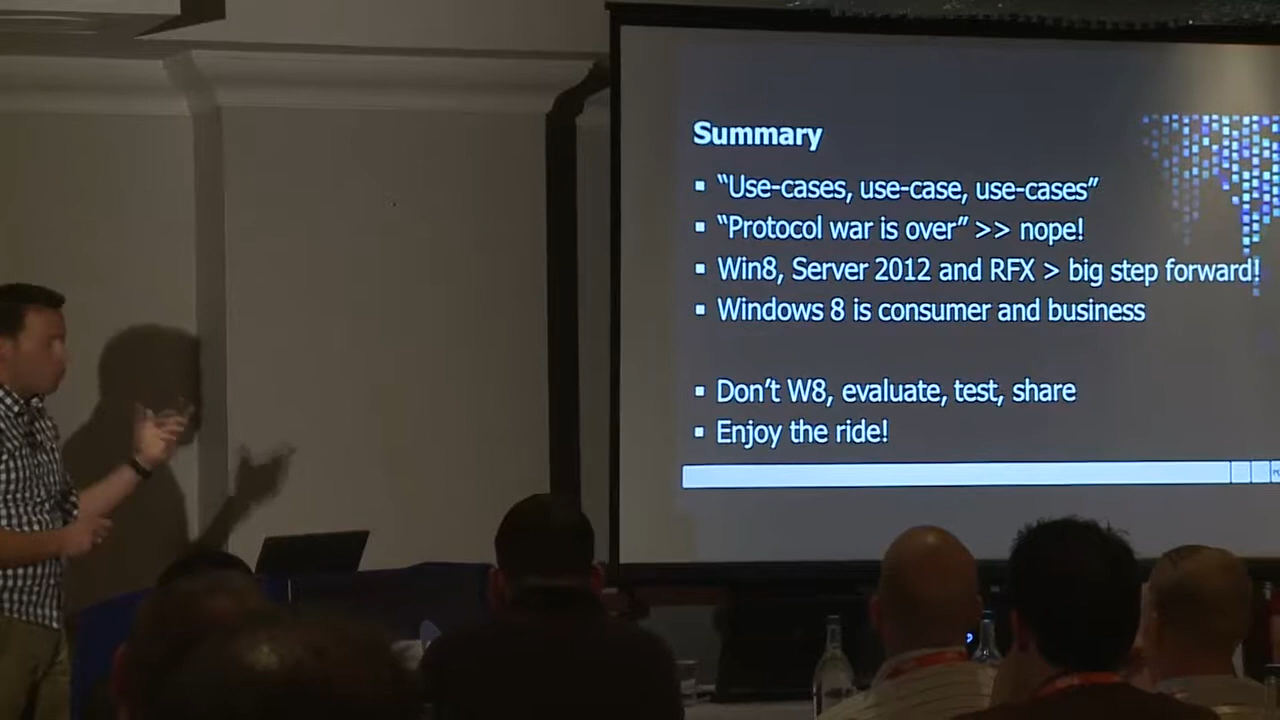 Summary
“Use-cases, use-case, use-cases”
“Protocol war is over” >> nope!
Win8, Server 2012 and RFX > big step forward!
Windows 8 is consumer and business
Don’t W8, evaluate, test, share
Enjoy the ride!